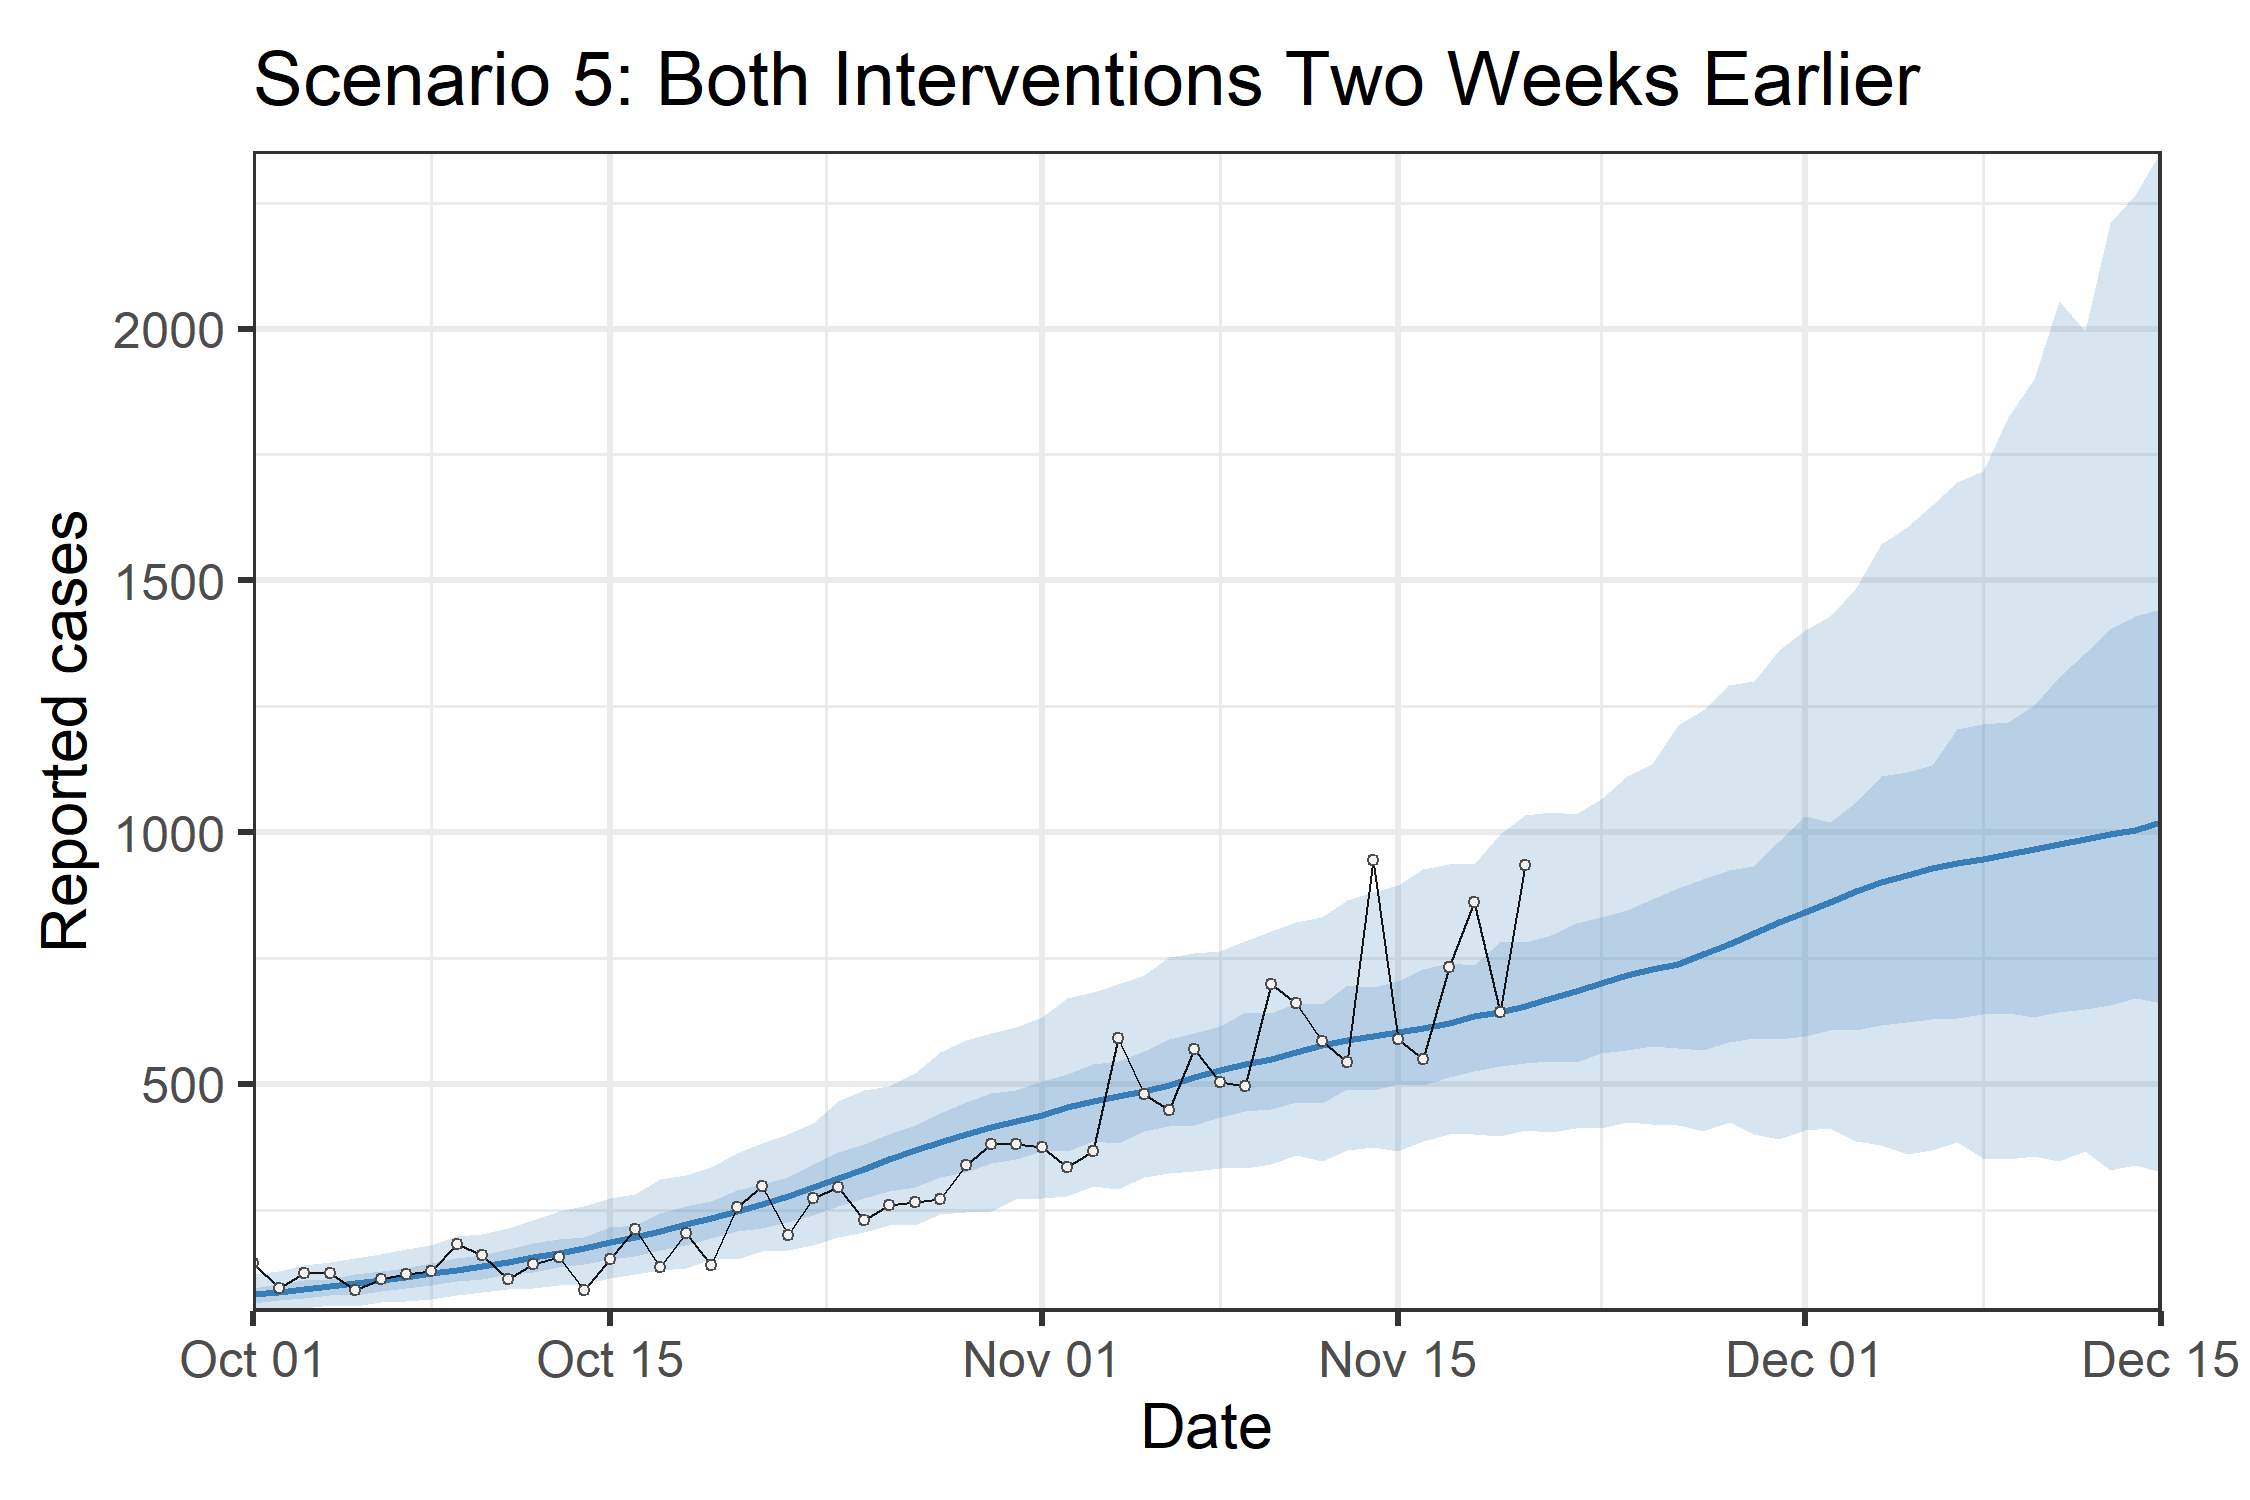 Scenario 5: Both Interventions Two Weeks Earlier
Reported cases
2000
1500
1000
500
Oct 01
Oct 15
Nov 01
Nov 15
Dec 01
Dec 15
Date